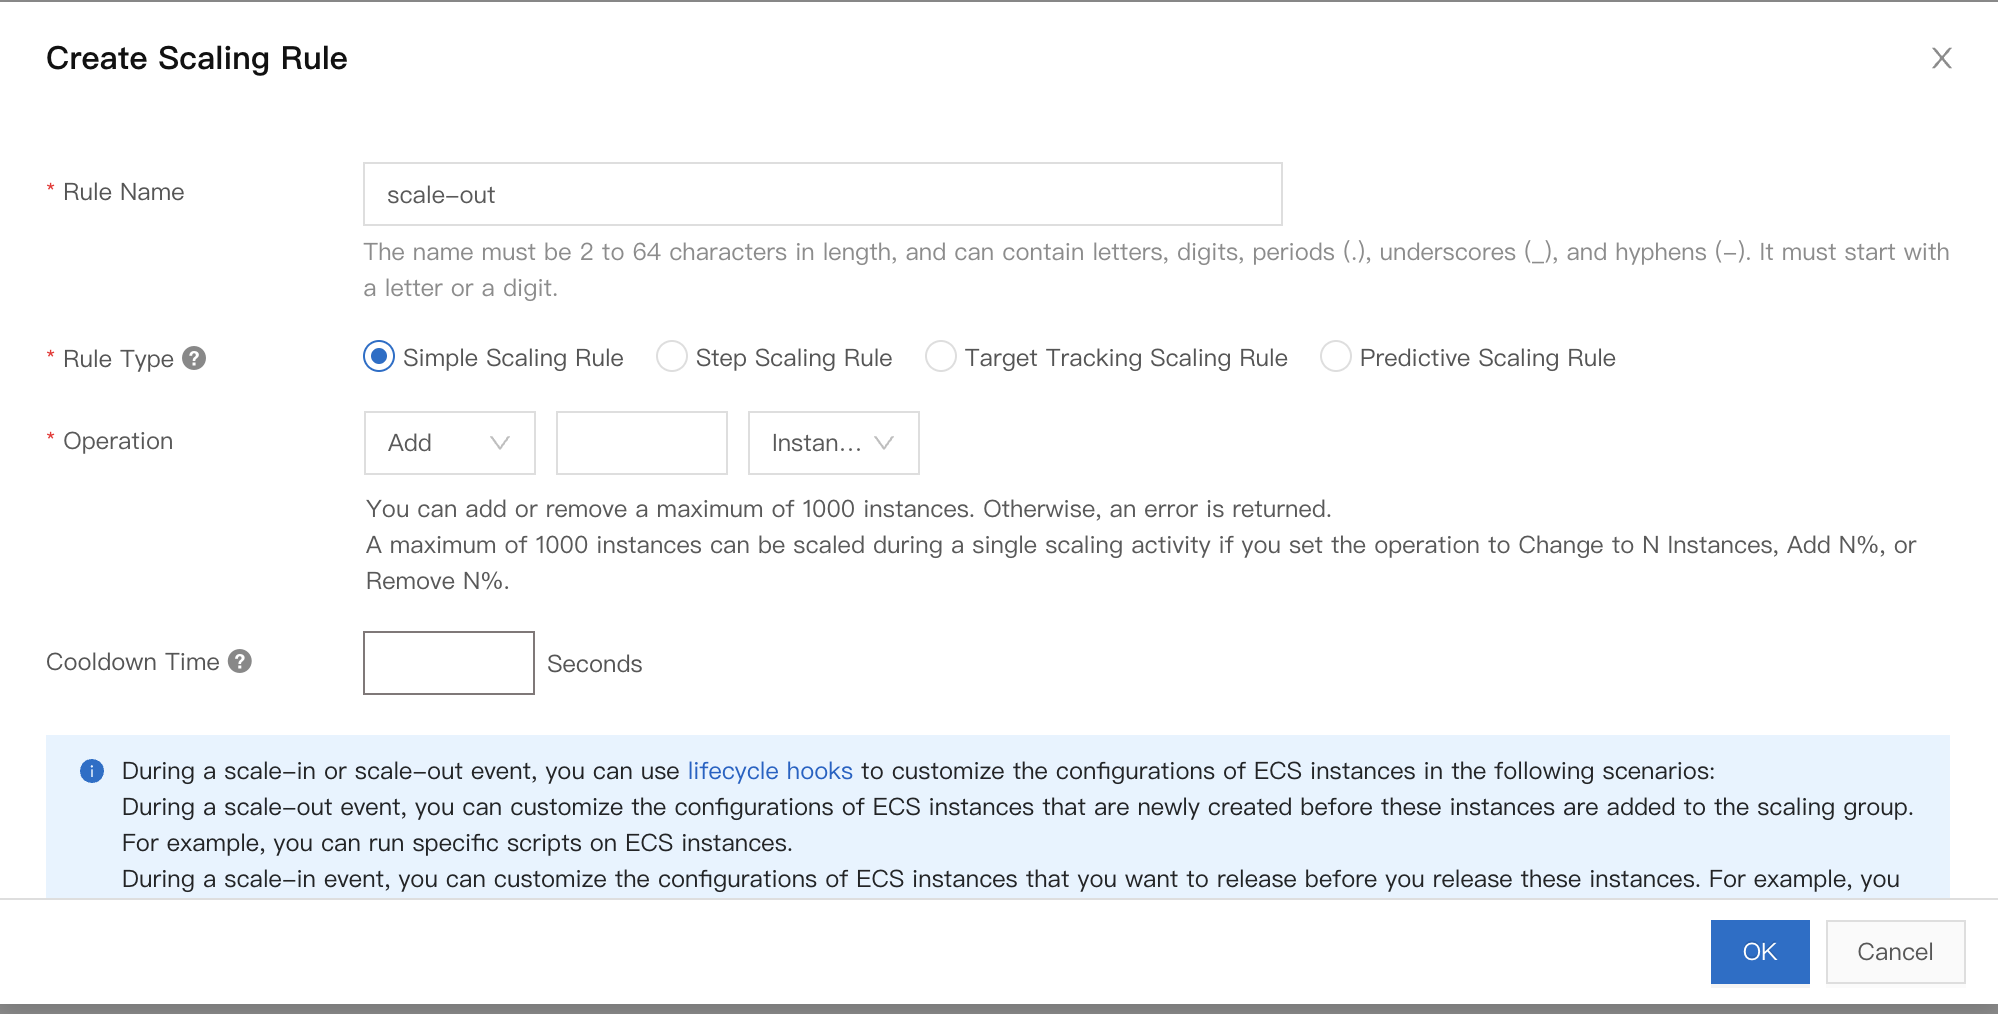 Create Scaling Rule
* Rule Name
scale-out
The name must be 2 to 64 characters in length, and can contain letters, digits, periods (.), underscores (_), and hyphens (-). It must start with
a letter or a digit.
* Rule Type ? Simple Scaling Rule Step Scaling Rule Target Tracking Scaling Rule Predictive Scaling Rule
* Operation Add Instan...
You can add or remove a maximum of 1000 instances. Otherwise, an error is returned.
A maximum of 1000 instances can be scaled during a single scaling activity if you set the operation to Change to N Instances, Add N%, or
Remove N%.
Cooldown Time ? Seconds
During a scale-in or scale-out event, you can use lifecycle hooks to customize the configurations of ECS instances in the following scenarios:
During a scale-out event, you can customize the configurations of ECS instances that are newly created before these instances are added to the scaling group.
For example, you can run specific scripts on ECS instances.
During a scale-in event, you can customize the configurations of ECS instances that you want to release before you release these instances. For example, you
OK Cancel